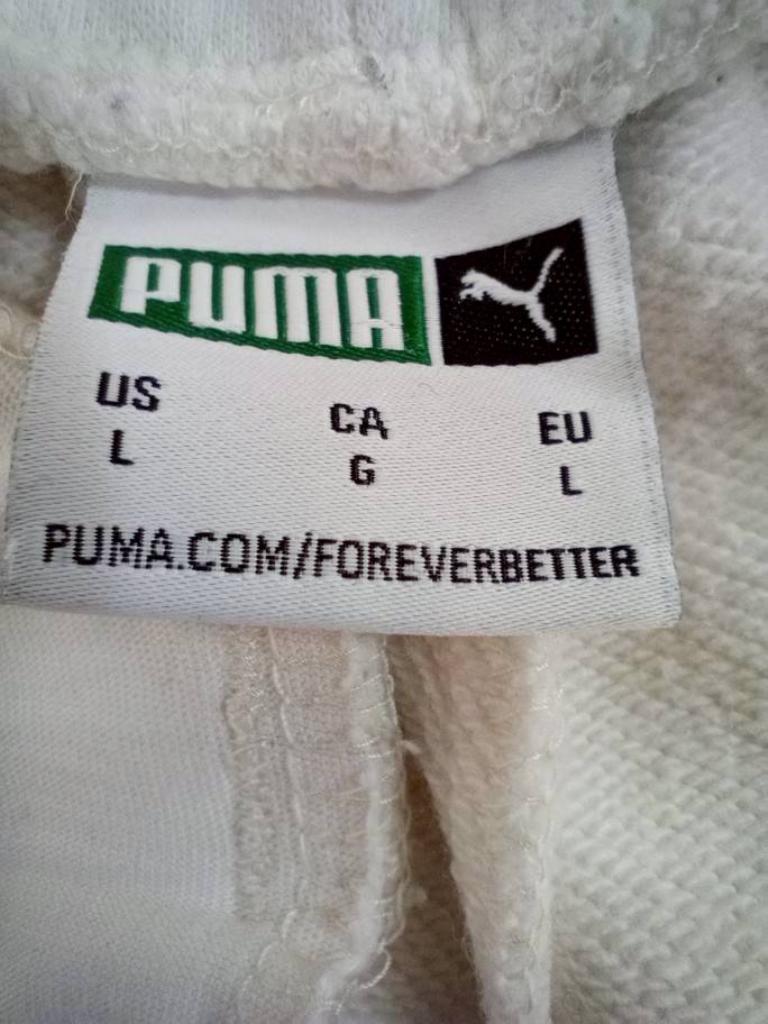 PUMA
US CA EU
L G L
PUMA.COM/FOREVERBETTER